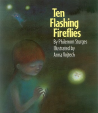 Ten
Flashing
Fireflies
By Philemon Sturges
Illustrated by
Anna Vojtech